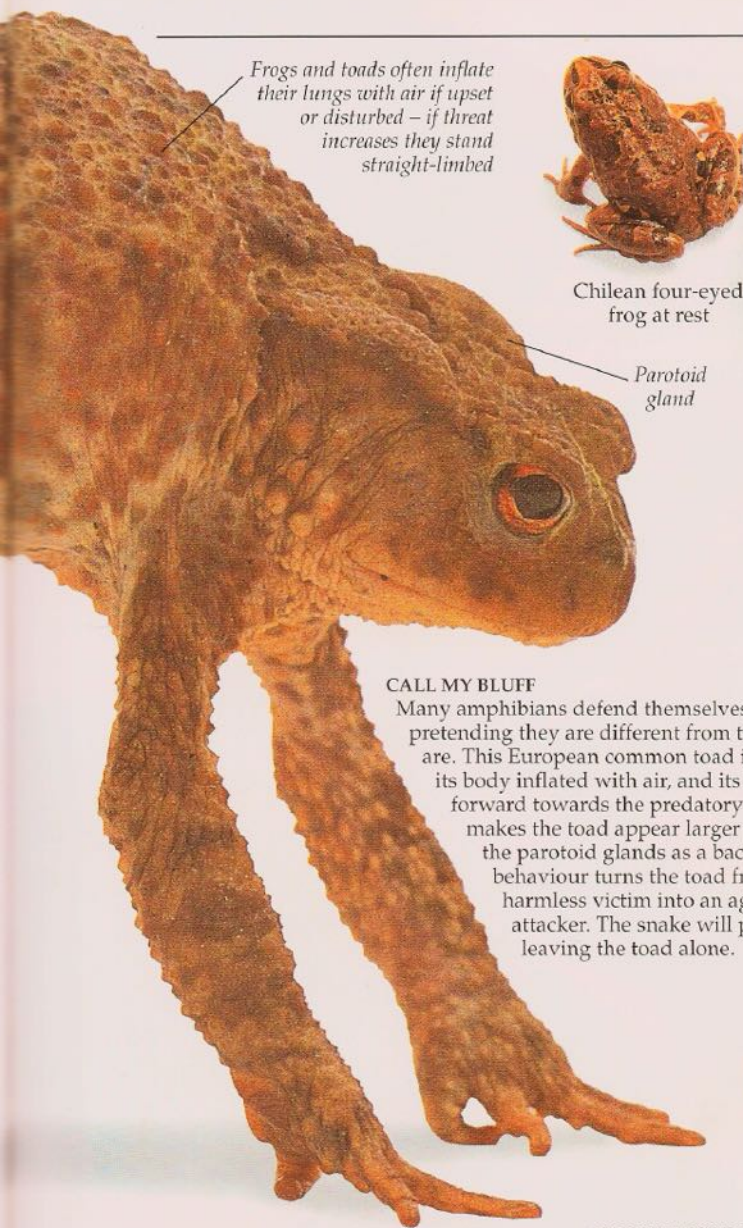 Frogs and toads often inflate
their lungs with air if upset
or disturbed – if threat
increases they stand
straight-limbed
Chilean four-eyed
frog at rest
Parotoid
gland
CALL MY BLUFF
Many amphibians defend themselves
pretending they are different from
are. This European common toad
its body inflated with air, and its
forward towards the predatory
makes the toad appear larger
the parotoid glands as a
behaviour turns the toad
harmless victim into an
attacker. The snake will
leaving the toad alone.